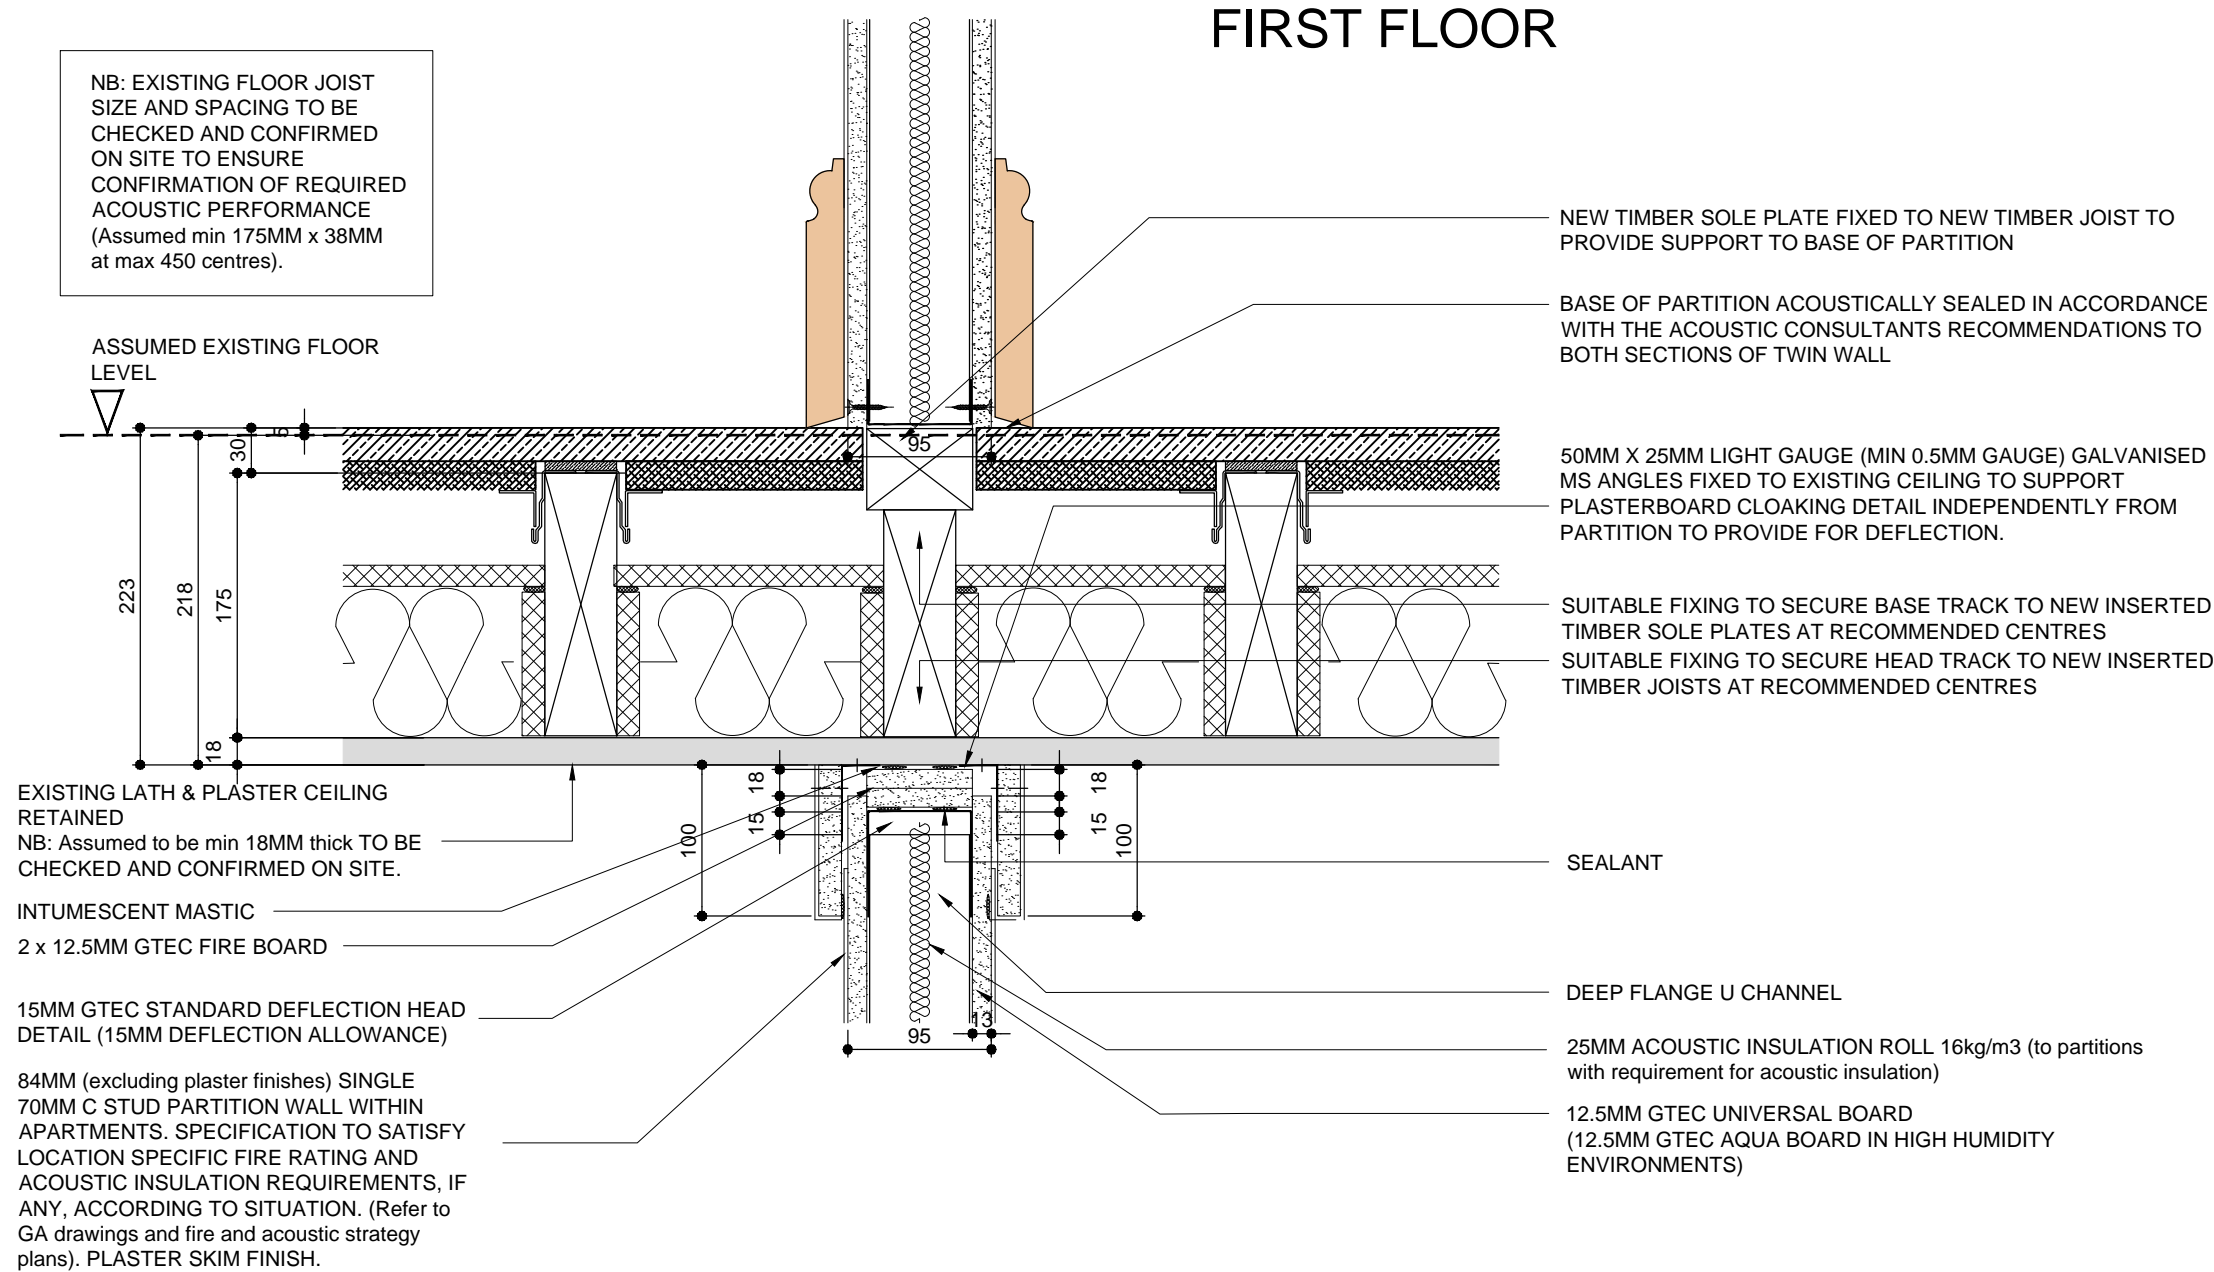 FIRST FLOOR
NB: EXISTING FLOOR JOIST
SIZE AND SPACING TO BE
CHECKED AND CONFIRMED
ON SITE TO ENSURE
CONFIRMATION OF REQUIRED
ACOUSTIC PERFORMANCE
(Assumed min 175MM x 38MM
at max 450 centres).
ASSUMED EXISTING FLOOR
LEVEL
NEW TIMBER SOLE PLATE FIXED TO NEW TIMBER JOIST TO
PROVIDE SUPPORT TO BASE OF PARTITION
BASE OF PARTITION ACOUSTICALLY SEALED IN ACCORDANCE
WITH THE ACOUSTIC CONSULTANTS RECOMMENDATIONS TO
BOTH SECTIONS OF TWIN WALL
50MM X 25MM LIGHT GAUGE (MIN 0.5MM GAUGE) GALVANISED
MS ANGLES FIXED TO EXISTING CEILING TO SUPPORT
PLASTERBOARD CLOAKING DETAIL INDEPENDENTLY FROM
PARTITION TO PROVIDE FOR DEFLECTION.
SUITABLE FIXING TO SECURE BASE TRACK TO NEW INSERTED
TIMBER SOLE PLATES AT RECOMMENDED CENTRES
SUITABLE FIXING TO SECURE HEAD TRACK TO NEW INSERTED
TIMBER JOISTS AT RECOMMENDED CENTRES
30
5
95
223
218
175
18
EXISTING LATH & PLASTER CEILING
RETAINED
NB: Assumed to be min 18MM thick TO BE
CHECKED AND CONFIRMED ON SITE.
INTUMESCENT MASTIC
2 x 12.5MM GTEC FIRE BOARD
15MM GTEC STANDARD DEFLECTION HEAD
DETAIL (15MM DEFLECTION ALLOWANCE)
84MM (excluding plaster finishes) SINGLE
70MM C STUD PARTITION WALL WITHIN
APARTMENTS. SPECIFICATION TO SATISFY
LOCATION SPECIFIC FIRE RATING AND
ACOUSTIC INSULATION REQUIREMENTS, IF
ANY, ACCORDING TO SITUATION. (Refer to
GA drawings and fire and acoustic strategy
plans). PLASTER SKIM FINISH.
100
18
15
18
15
100
13
95
SEALANT
DEEP FLANGE U CHANNEL
25MM ACOUSTIC INSULATION ROLL 16kg/m3 (to partitions
with requirement for acoustic insulation)
12.5MM GTEC UNIVERSAL BOARD
(12.5MM GTEC AQUA BOARD IN HIGH HUMIDITY
ENVIRONMENTS)